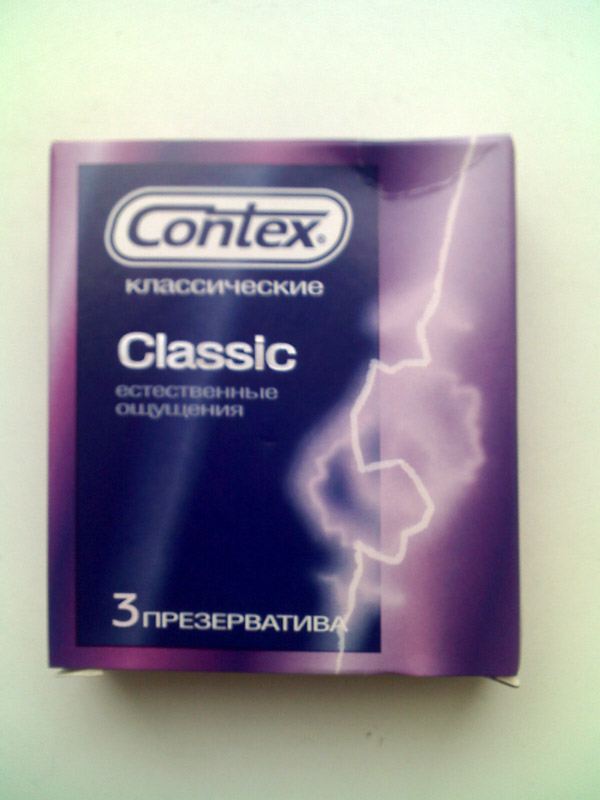 Contex®
классические
Classic
естественные
ощущения
3 ПРЕЗЕРВАТИВА